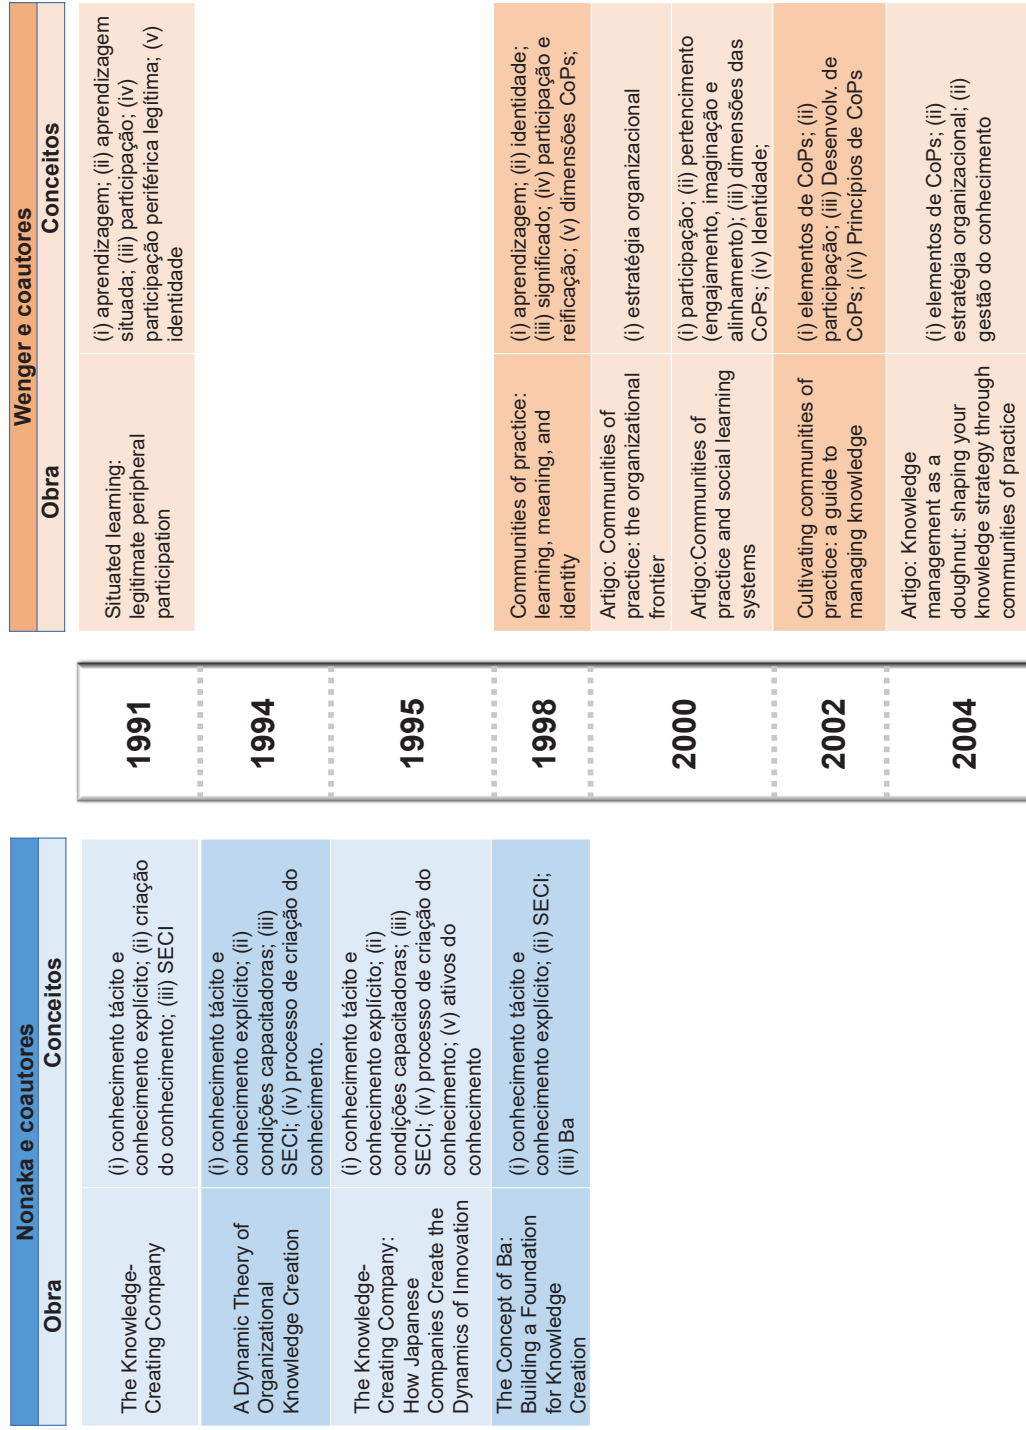 Nonaka e coautores
Obra
Conceitos
The Knowledge-
Creating Company
(i) conhecimento tácito e
conhecimento explícito; (ii) criação
do conhecimento; (iii) SECI
A Dynamic Theory of
Organizational
Knowledge Creation
(i) conhecimento tácito e
conhecimento explícito; (ii)
condições capacitadoras; (iii)
SECI; (iv) processo de criação do
conhecimento.
The Knowledge-
Creating Company:
How Japanese
Companies Create the
Dynamics of Innovation
(i) conhecimento tácito e
conhecimento explícito; (ii)
condições capacitadoras; (iii)
SECI; (iv) processo de criação do
conhecimento; (v) ativos do
conhecimento
The Concept of Ba:
Building a Foundation
for Knowledge
Creation
(i) conhecimento tácito e
conhecimento explícito; (ii) SECI;
(iii) Ba
1991
1994
1995
1998
2000
2002
2004
Wenger e coautores
Obra
Conceitos
Situated learning:
legitimate peripheral
participation
(i) aprendizagem; (ii) aprendizagem
situada; (iii) participação; (iv)
participação periférica legítima; (v)
identidade
Communities of practice:
learning, meaning, and
identity
(i) aprendizagem; (ii) identidade;
(iii) significado; (iv) participação e
reificação; (v) dimensões CoPs;
Artigo: Communities of
practice: the organizational
frontier
(i) estratégia organizacional
Artigo:Communities of
practice and social learning
systems
(i) participação; (ii) pertencimento
(engajamento, imaginação e
alinhamento); (iii) dimensões das
CoPs; (iv) Identidade;
Cultivating communities of
practice: a guide to
managing knowledge
(i) elementos de CoPs; (ii)
participação; (iii) Desenvolv. de
CoPs; (iv) Princípios de CoPs
Artigo: Knowledge
management as a
doughnut: shaping your
knowledge strategy through
communities of practice
(i) elementos de CoPs; (ii)
estratégia organizacional; (ii)
gestão do conhecimento